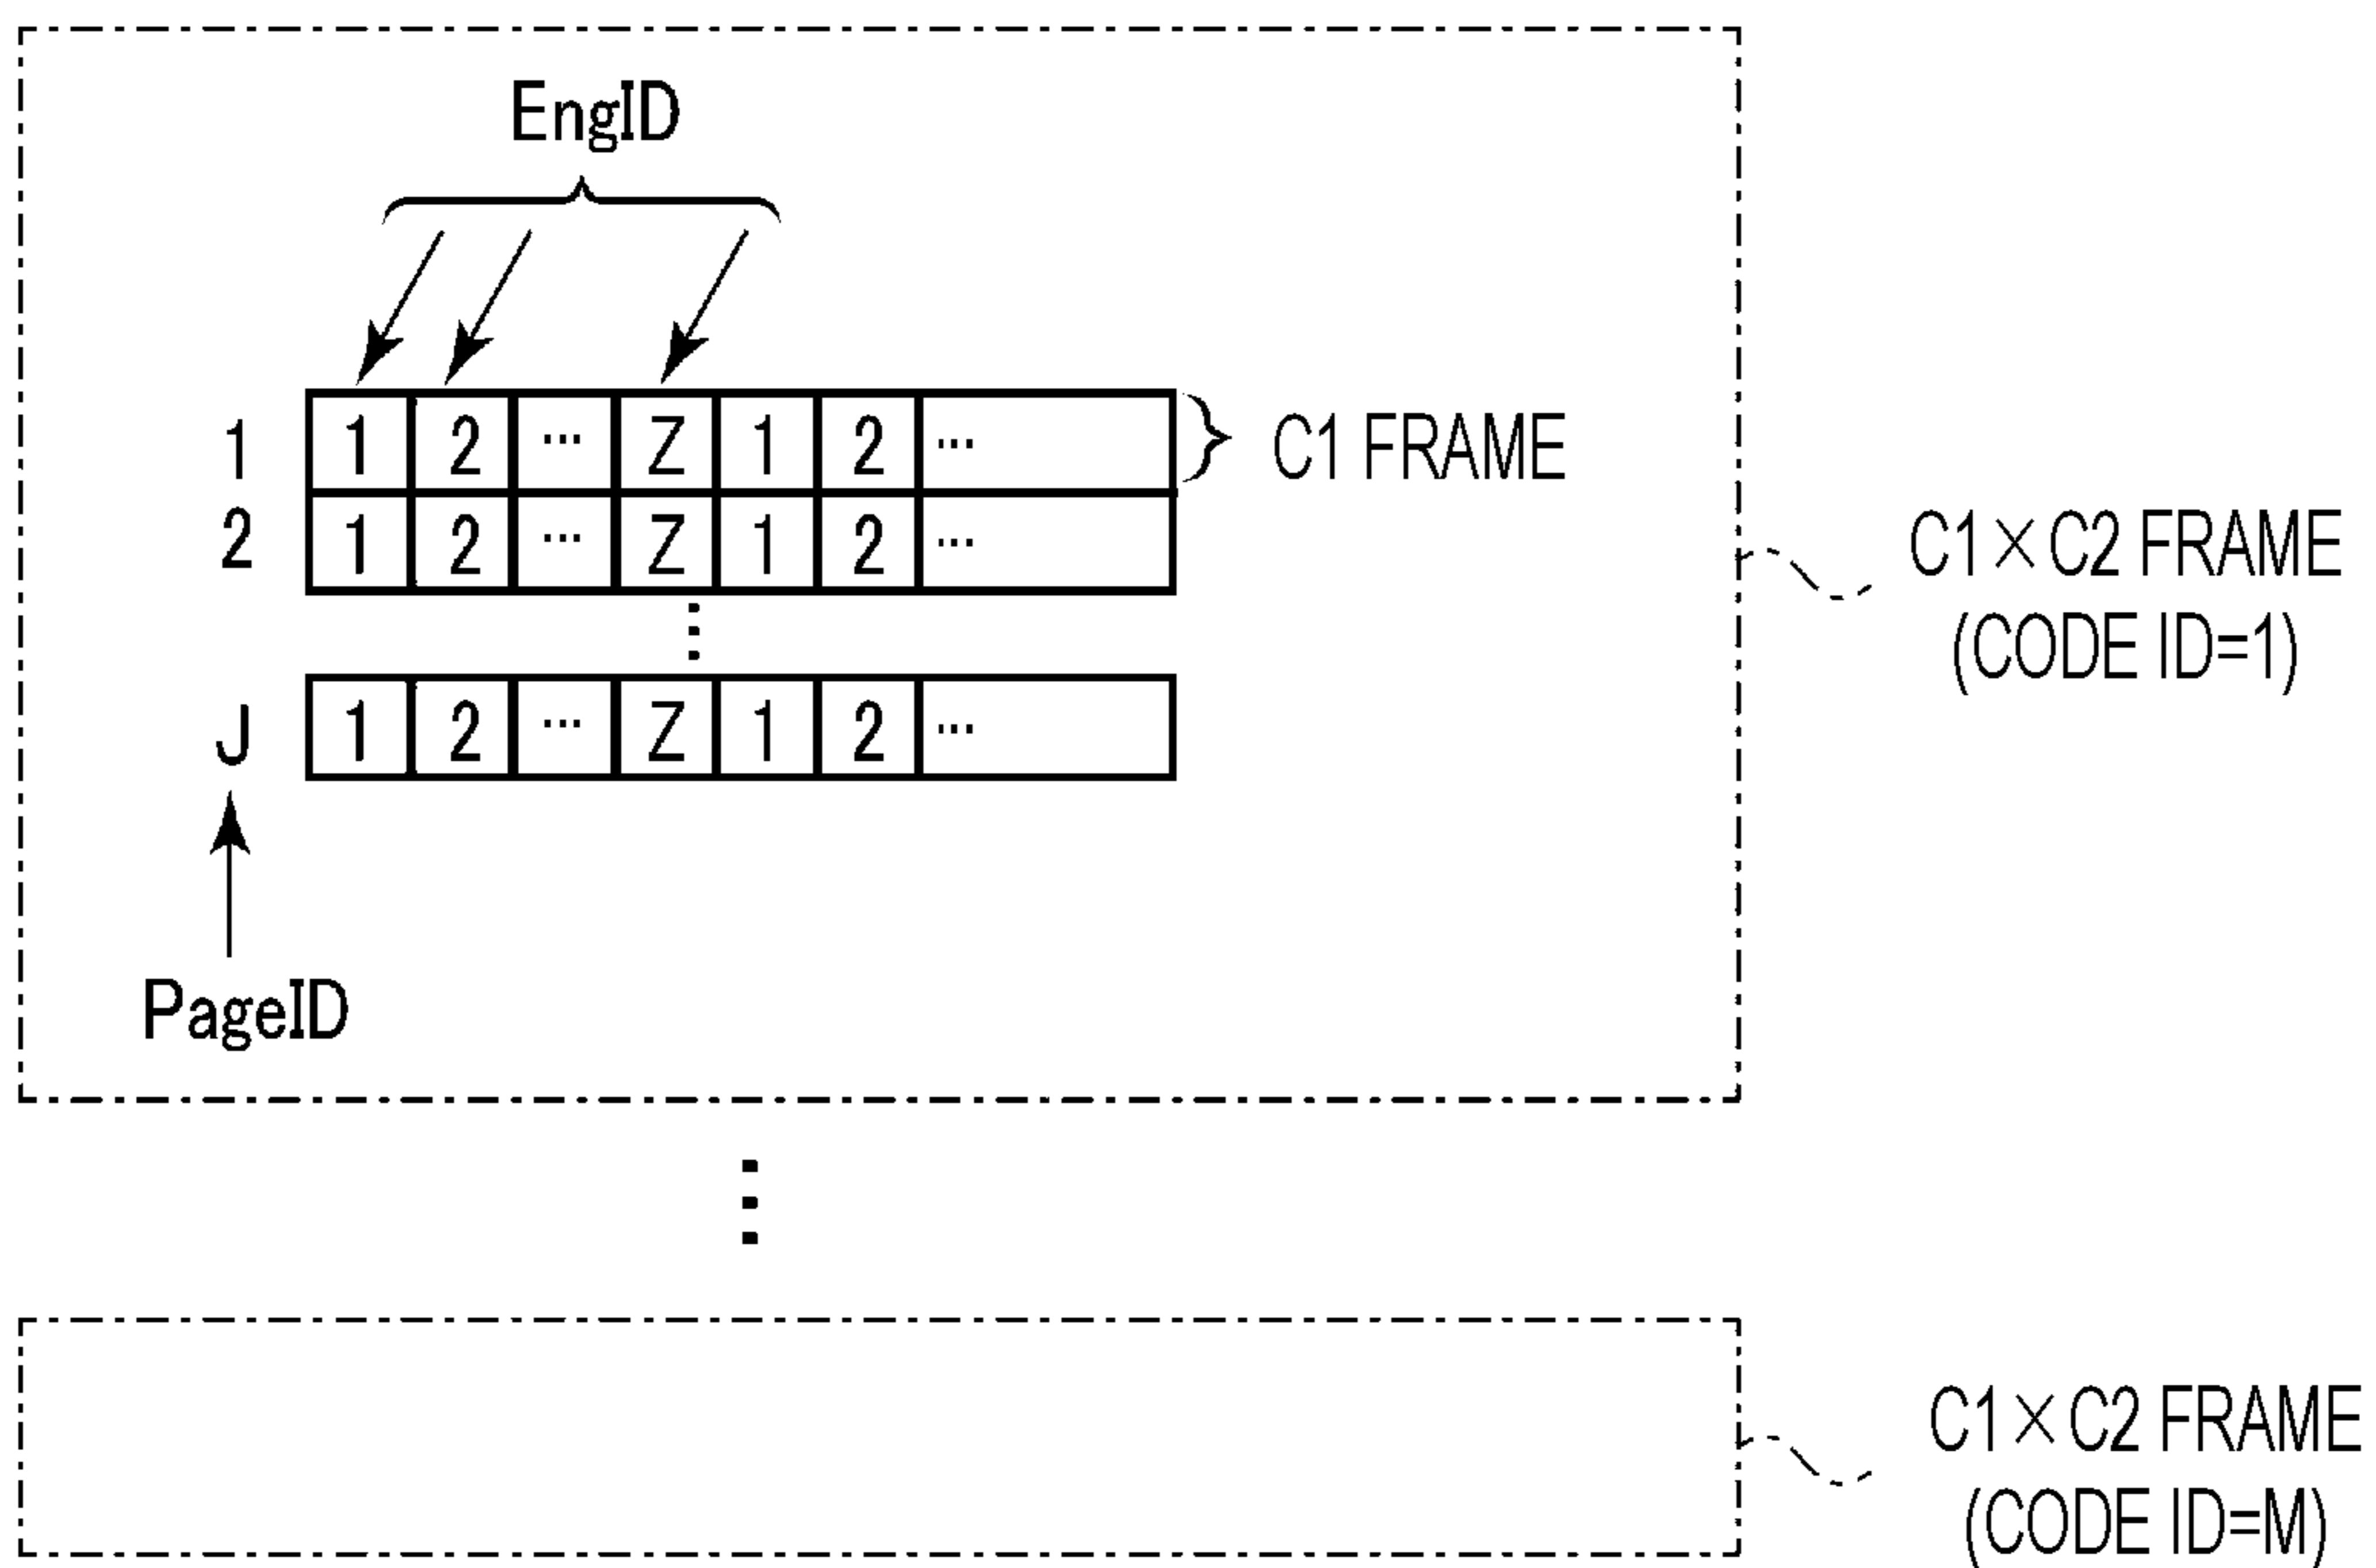 EngID
1 1 2 … Z 1 2 … C1 FRAME
2 1 2 … Z 1 2 …
J 1 2 … Z 1 2 …
PageID
C1×C2 FRAME
(CODE ID=1)
C1×C2 FRAME
(CODE ID=M)